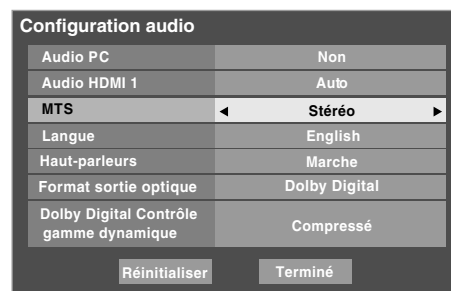 Configuration audio
Audio PC Non
Audio HDMI 1 Auto
MTS Stéréo
Langue English
Haut-parleurs Marche
Format sortie optique Dolby Digital
Dolby Digital Contrôle
gamme dynamique Compressé
Réinitialiser Terminé